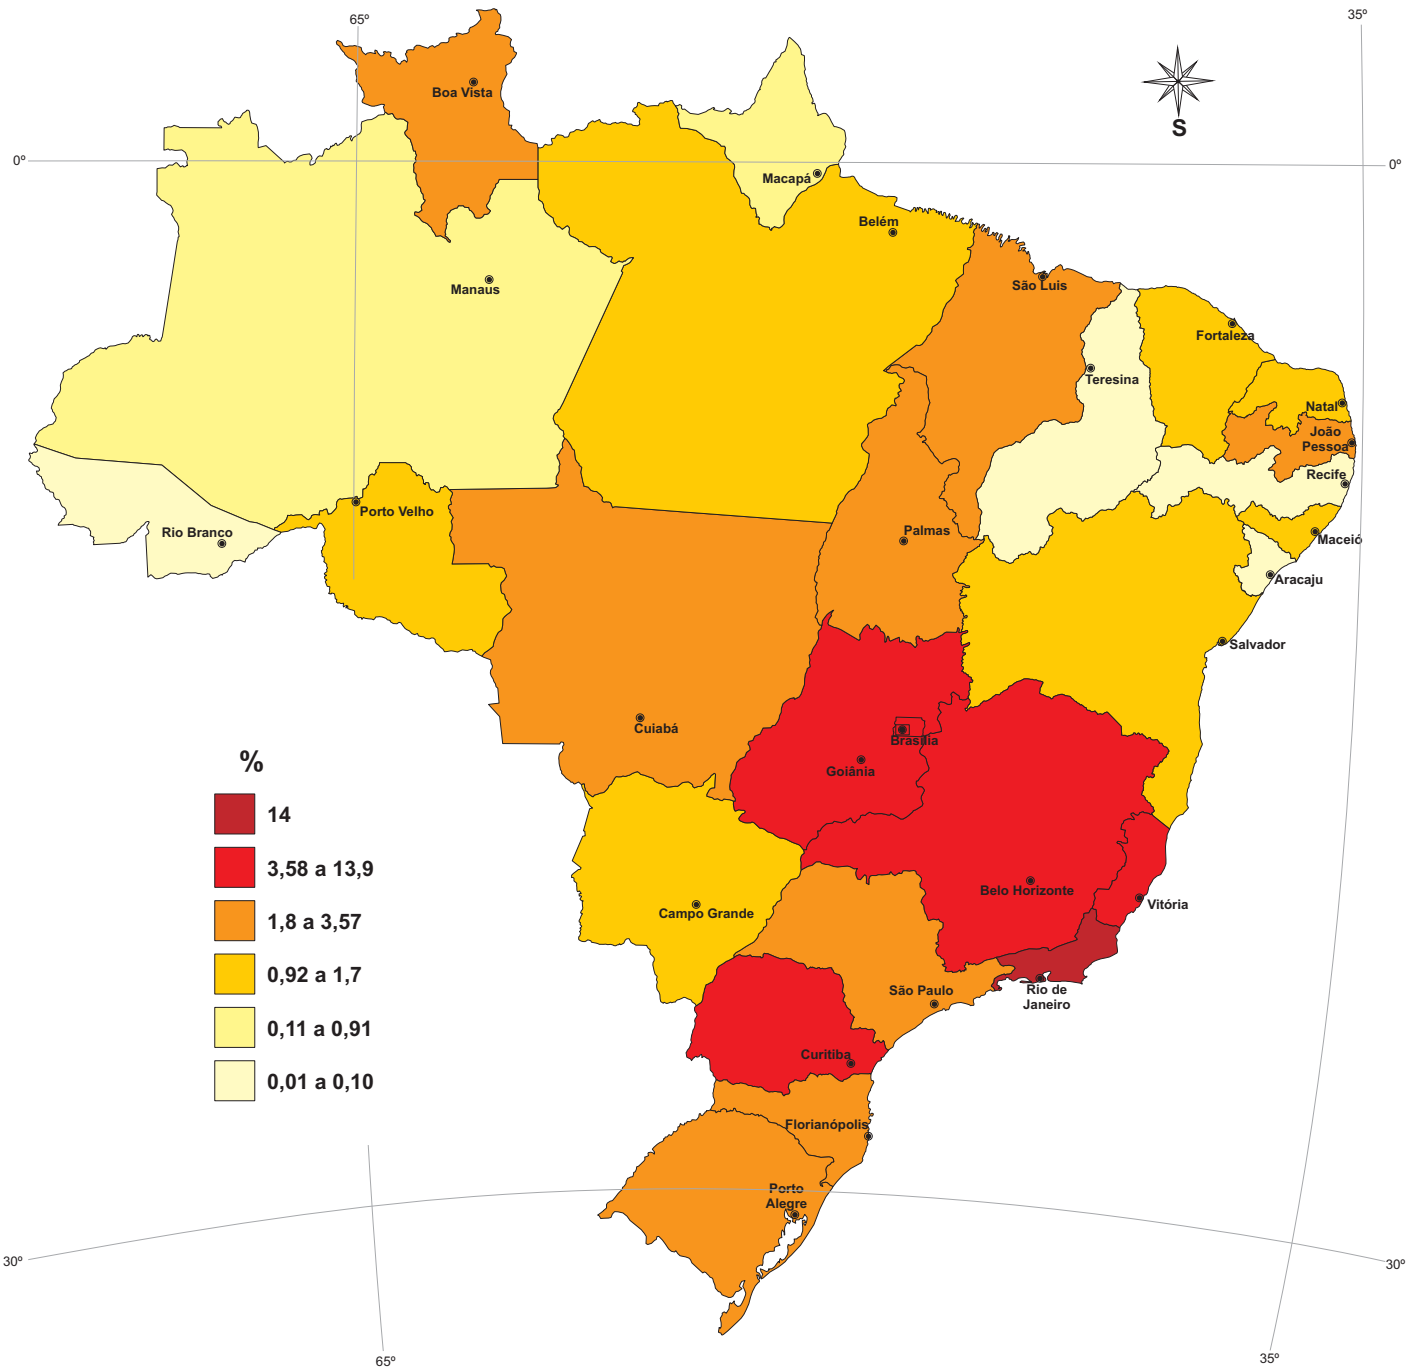 65º
35º
Boa Vista
S
0º
0º
Macapá
Belém
Manaus
São Luis
Fortaleza
Teresina
Natal
João
Pessoa
Recife
Porto Velho
Rio Branco
Palmas
Maceió
Aracaju
Salvador
Cuiabá
Brasília
Goiânia
%
14
3,58 a 13,9
1,8 a 3,57
0,92 a 1,7
0,11 a 0,91
0,01 a 0,10
Belo Horizonte
Vitória
Campo Grande
São Paulo
Rio de
Janeiro
Curitiba
Florianópolis
Porto
Alegre
30º
30º
65º
35º